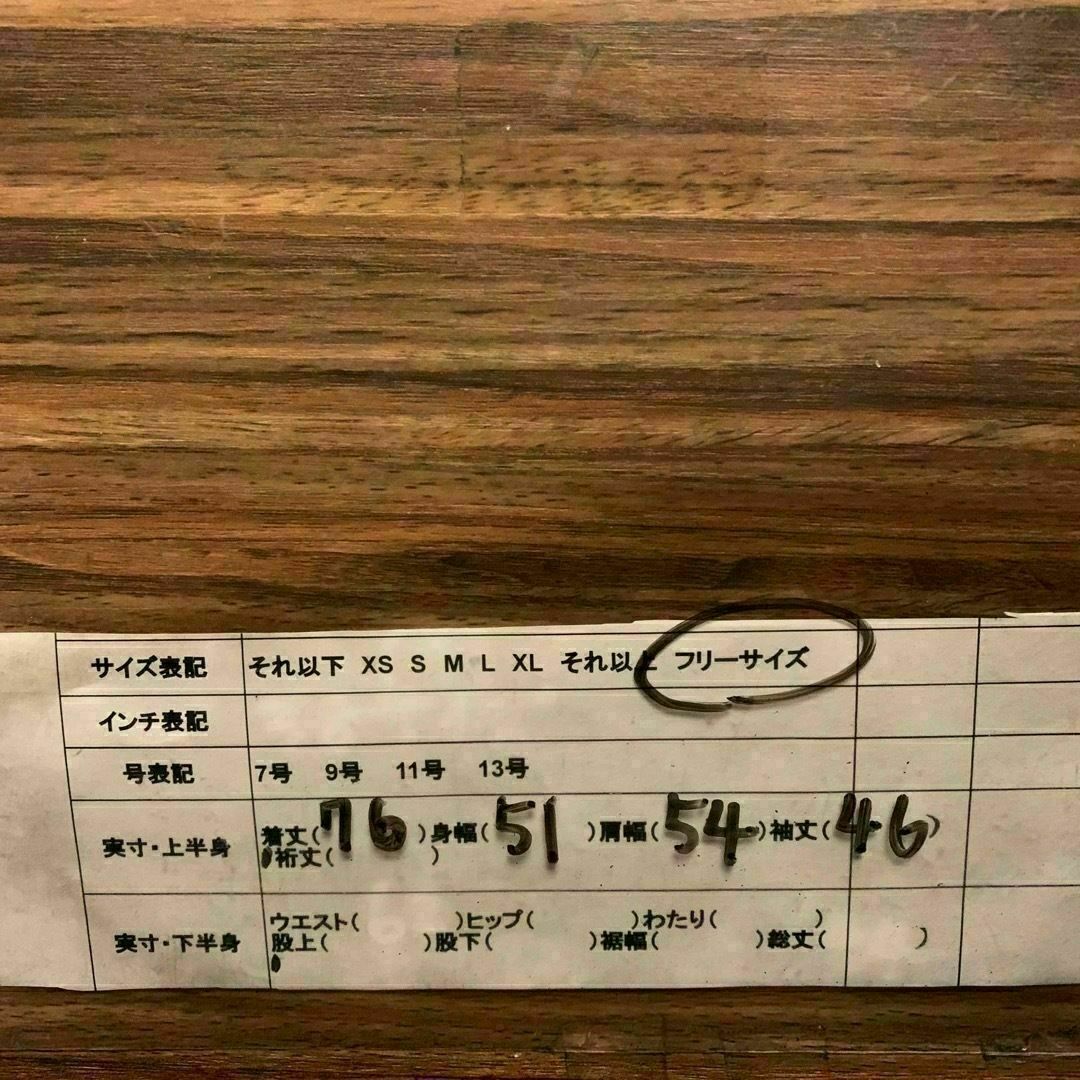 サイズ表記 それ以下 XS S M L XL それ以上 フリーサイズ
インチ表記
号表記 7号 9号 11号 13号
実寸・上半身 着丈(76)身幅(51)肩幅(54)袖丈(46)
裄丈( )
ウエスト( )ヒップ( )わたり( )
実寸・下半身 股上( )股下( )裾幅( )総丈( )